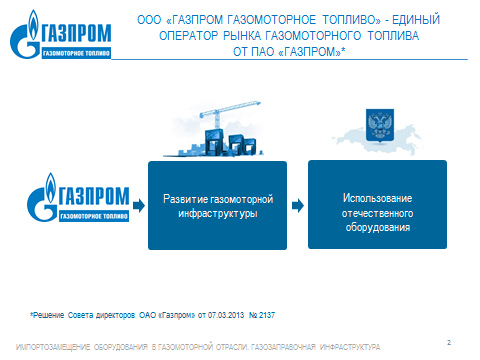 ГАЗПРОМ
ГАЗОМОТОРНОЕ ТОПЛИВО
ООО «ГАЗПРОМ ГАЗОМОТОРНОЕ ТОПЛИВО» - ЕДИНЫЙ
ОПЕРАТОР РЫНКА ГАЗОМОТОРНОГО ТОПЛИВА
ОТ ПАО «ГАЗПРОМ»*
ГАЗПРОМ
ГАЗОМОТОРНОЕ ТОПЛИВО
Развитие газомоторной
инфраструктуры
Использование
отечественного
оборудования
*Решение Совета директоров ОАО «Газпром» от 07.03.2013 № 2137
ИМПОРТОЗАМЕЩЕНИЕ ОБОРУДОВАНИЯ В ГАЗОМОТОРНОЙ ОТРАСЛИ. ГАЗОЗАПРАВОЧНАЯ ИНФРАСТРУКТУРА
2